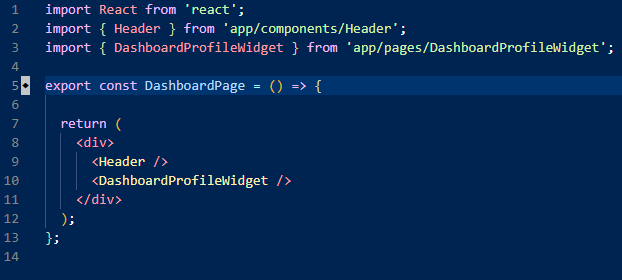 1 import React from 'react';
2 import { Header } from 'app/components/Header';
3 import { DashboardProfileWidget } from 'app/pages/DashboardProfileWidget';
4
5 export const DashboardPage = () => {
6
7   return (
8     <div>
9       <Header />
10       <DashboardProfileWidget />
11     </div>
12   );
13 };
14